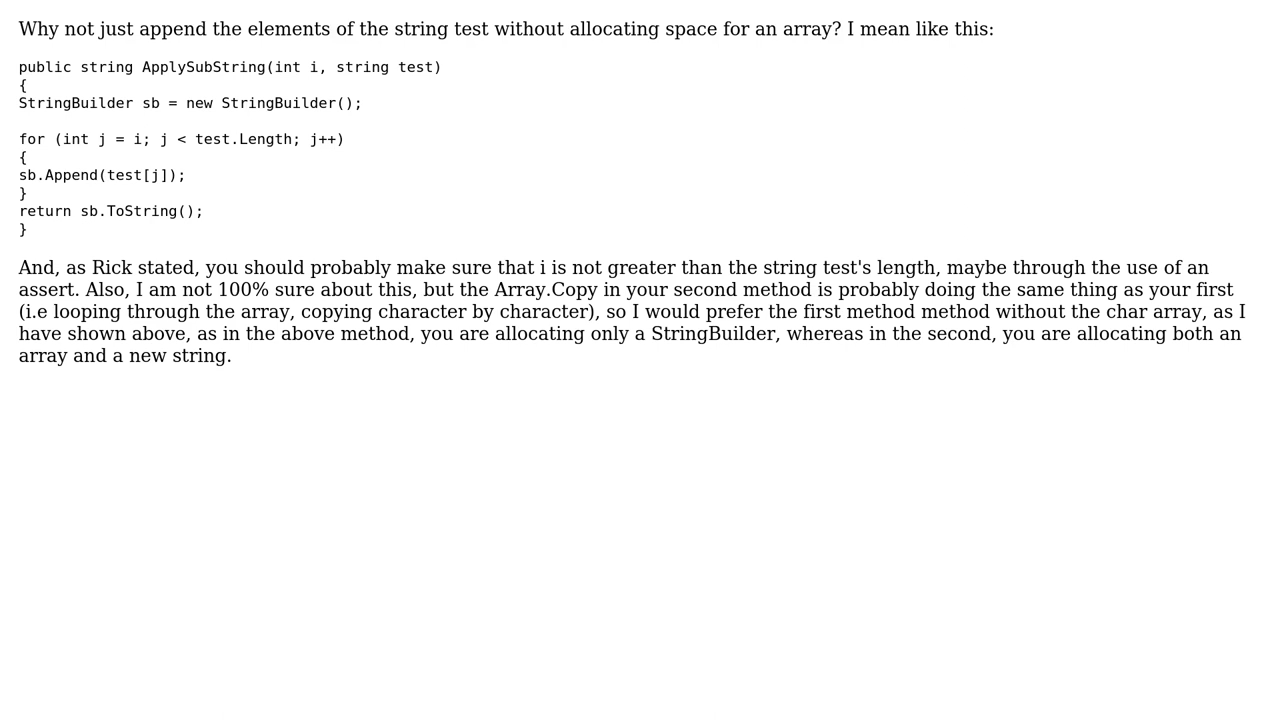 Why not just append the elements of the string test without allocating space for an array? I mean like this:
public string ApplySubString(int i, string test)
{
StringBuilder sb = new StringBuilder();
for (int j = i; j < test.Length; j++)
{
sb.Append(test[j]);
}
return sb.ToString();
}
And, as Rick stated, you should probably make sure that i is not greater than the string test's length, maybe through the use of an
assert. Also, I am not 100% sure about this, but the Array.Copy in your second method is probably doing the same thing as your first
(i.e looping through the array, copying character by character), so I would prefer the first method method without the char array, as I
have shown above, as in the above method, you are allocating only a StringBuilder, whereas in the second, you are allocating both an
array and a new string.